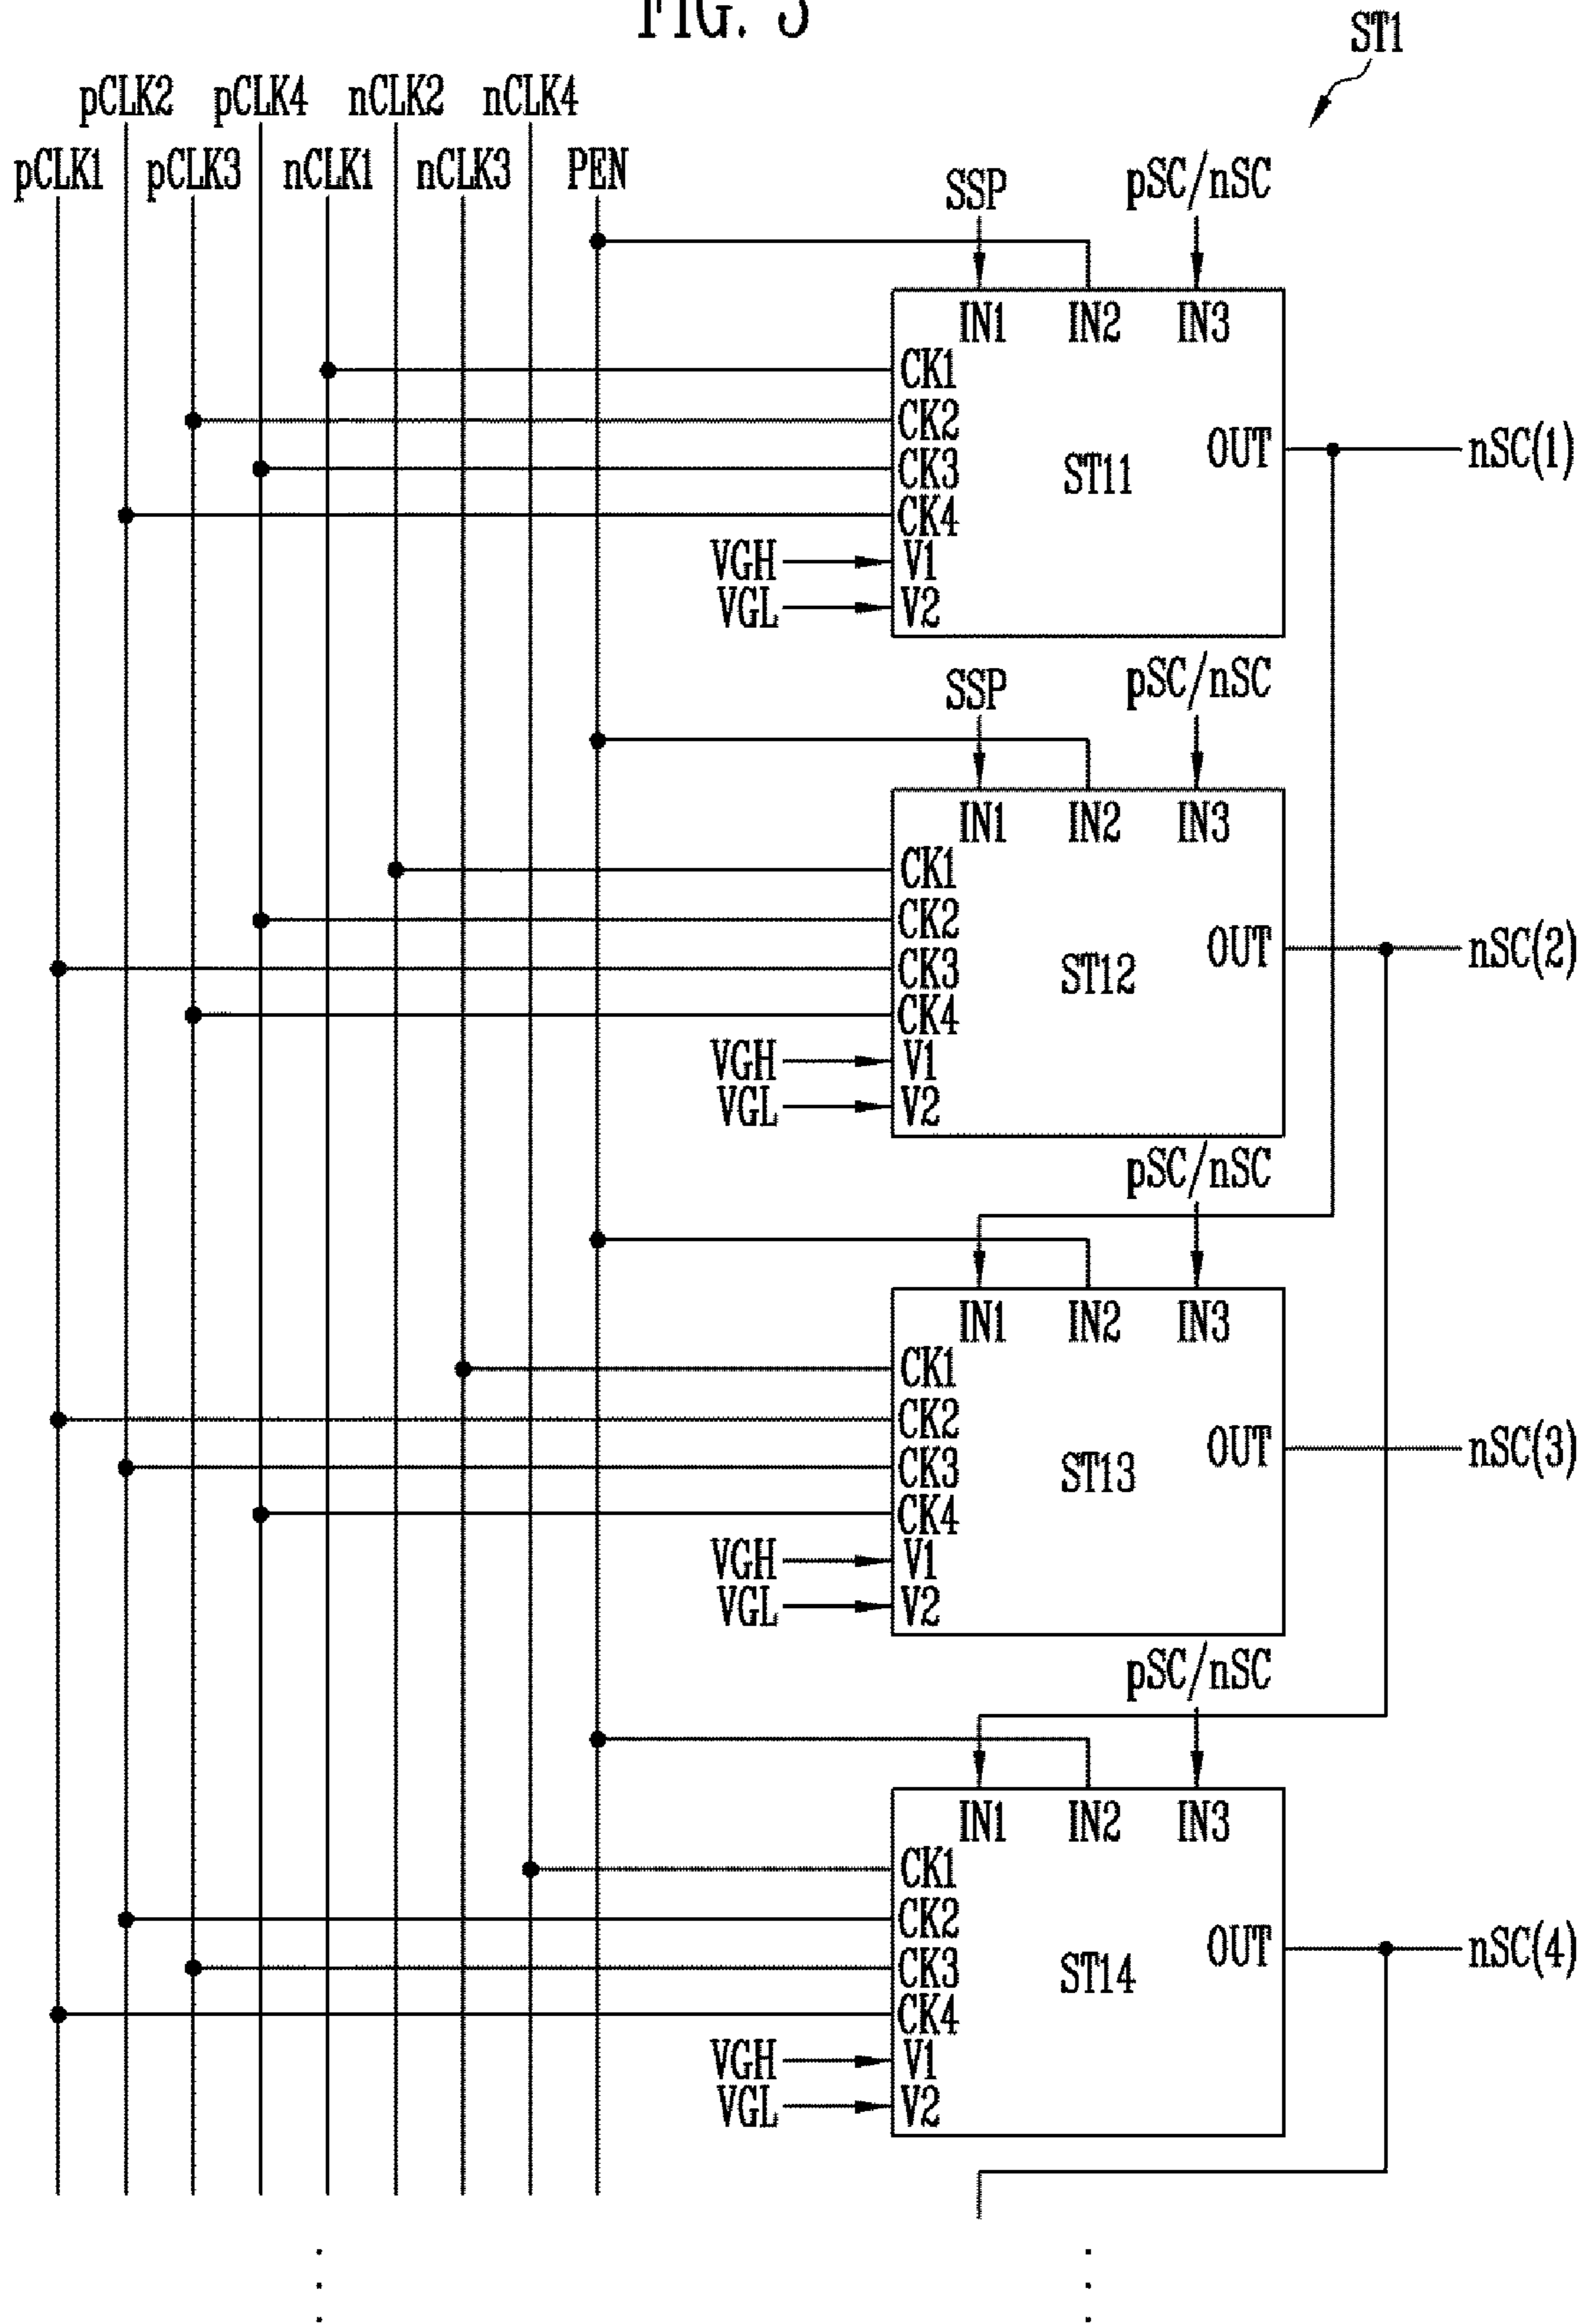 FIG. 5
ST1
pCLK2 pCLK4 nCLK2 nCLK4
pCLK1 pCLK3 nCLK1 nCLK3 PEN
SSP pSC/nSC
IN1 IN2 IN3
CK1
CK2
CK3
CK4
ST11
OUT
nSC(1)
VGH V1
VGL V2
SSP pSC/nSC
IN1 IN2 IN3
CK1
CK2
CK3
CK4
ST12
OUT
nSC(2)
VGH V1
VGL V2
pSC/nSC
IN1 IN2 IN3
CK1
CK2
CK3
CK4
ST13
OUT
nSC(3)
VGH V1
VGL V2
pSC/nSC
IN1 IN2 IN3
CK1
CK2
CK3
CK4
ST14
OUT
nSC(4)
VGH V1
VGL V2